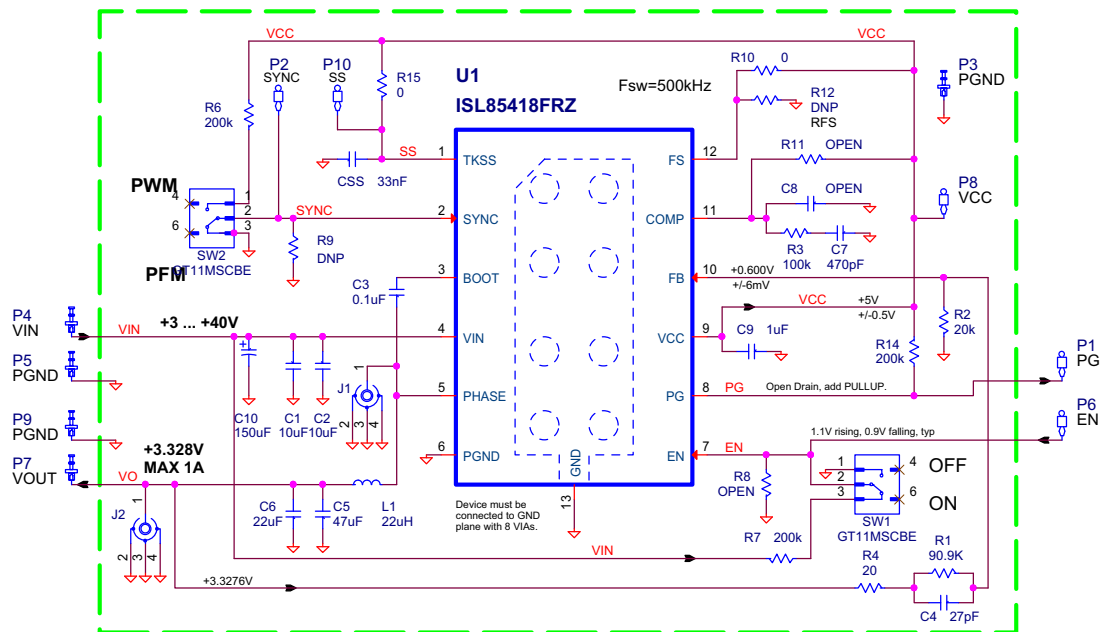 VCC
VCC
P2
SYNC
P10
SS
R15
0
U1
ISL85418FRZ
Fsw=500kHz
R10
0
R12
DNP
RFS
P3
PGND
R6
200k
1
TKSS
SS
CSS
33nF
FS
12
R11
OPEN
PWM
4
1
2
3
6
SYNC
SW2
GT11MSCBE
PFM
R9
DNP
2
SYNC
COMP
11
C8
OPEN
R3
100k
C7
470pF
P8
VCC
3
BOOT
C3
0.1uF
FB
10
+0.600V
+/-6mV
P4
VIN
VIN
+3 ... +40V
4
VIN
VCC
9
VCC
+5V
+/-0.5V
C9
1uF
R2
20k
R14
200k
P5
PGND
+
C10
150uF
C1
10uF
C2
10uF
J1
1
2
3
4
5
PHASE
PG
8
PG
Open Drain, add PULLUP.
P1
PG
P9
PGND
+3.328V
MAX 1A
P6
EN
1.1V rising, 0.9V falling, typ
6
PGND
EN
7
EN
P7
VOUT
VO
GND
13
R8
OPEN
1
2
3
4
6
OFF
ON
SW1
GT11MSCBE
J2
1
2
3
4
C6
22uF
C5
47uF
L1
22uH
Device must be
connected to GND
plane with 8 VIAs.
VIN
R7
200k
R4
20
R1
90.9K
+3.3276V
C4
27pF